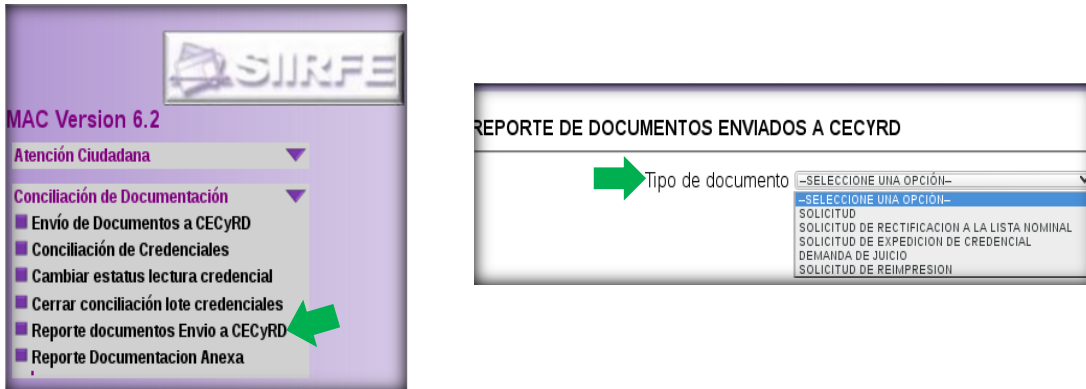 SIIRFE
MAC Version 6.2
Atención Ciudadana
Conciliación de Documentación
Envío de Documentos a CECyRD
Conciliación de Credenciales
Cambiar estatus lectura credencial
Cerrar conciliación lote credenciales
Reporte documentos Envio a CECyRD
Reporte Documentacion Anexa
REPORTE DE DOCUMENTOS ENVIADOS A CECYRD
Tipo de documento –SELECCIONE UNA OPCIÓN–
–SELECCIONE UNA OPCIÓN–
SOLICITUD
SOLICITUD DE RECTIFICACION A LA LISTA NOMINAL
SOLICITUD DE EXPEDICION DE CREDENCIAL
DEMANDA DE JUICIO
SOLICITUD DE REIMPRESION